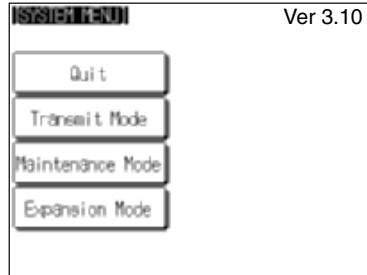 [SYSTEM MENU]
Ver 3.10
Quit
Transmit Mode
Maintenance Mode
Expansion Mode